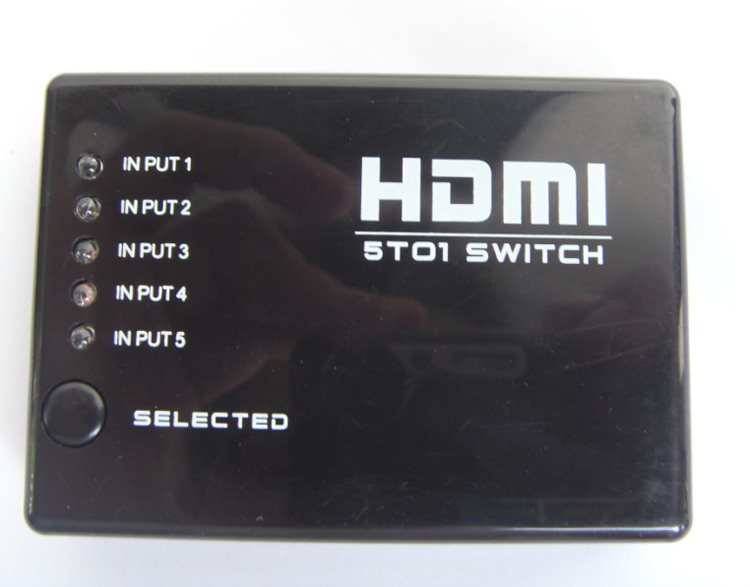 IN PUT 1
IN PUT 2
IN PUT 3
IN PUT 4
IN PUT 5
SELECTED
HDMI
5TO1 SWITCH